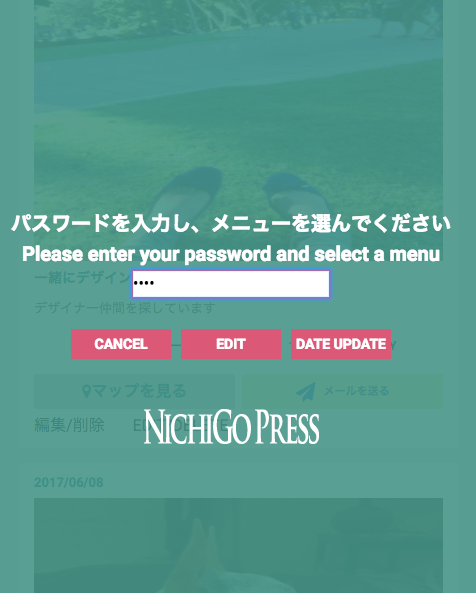 パスワードを入力し、メニューを選んでください
Please enter your password and select a menu
一緒にデザイン
••••
デザイナー仲間を探しています
CANCEL EDIT DATE UPDATE
マップを見る メールを送る
編集/削除
NICHIGO PRESS
2017/06/08